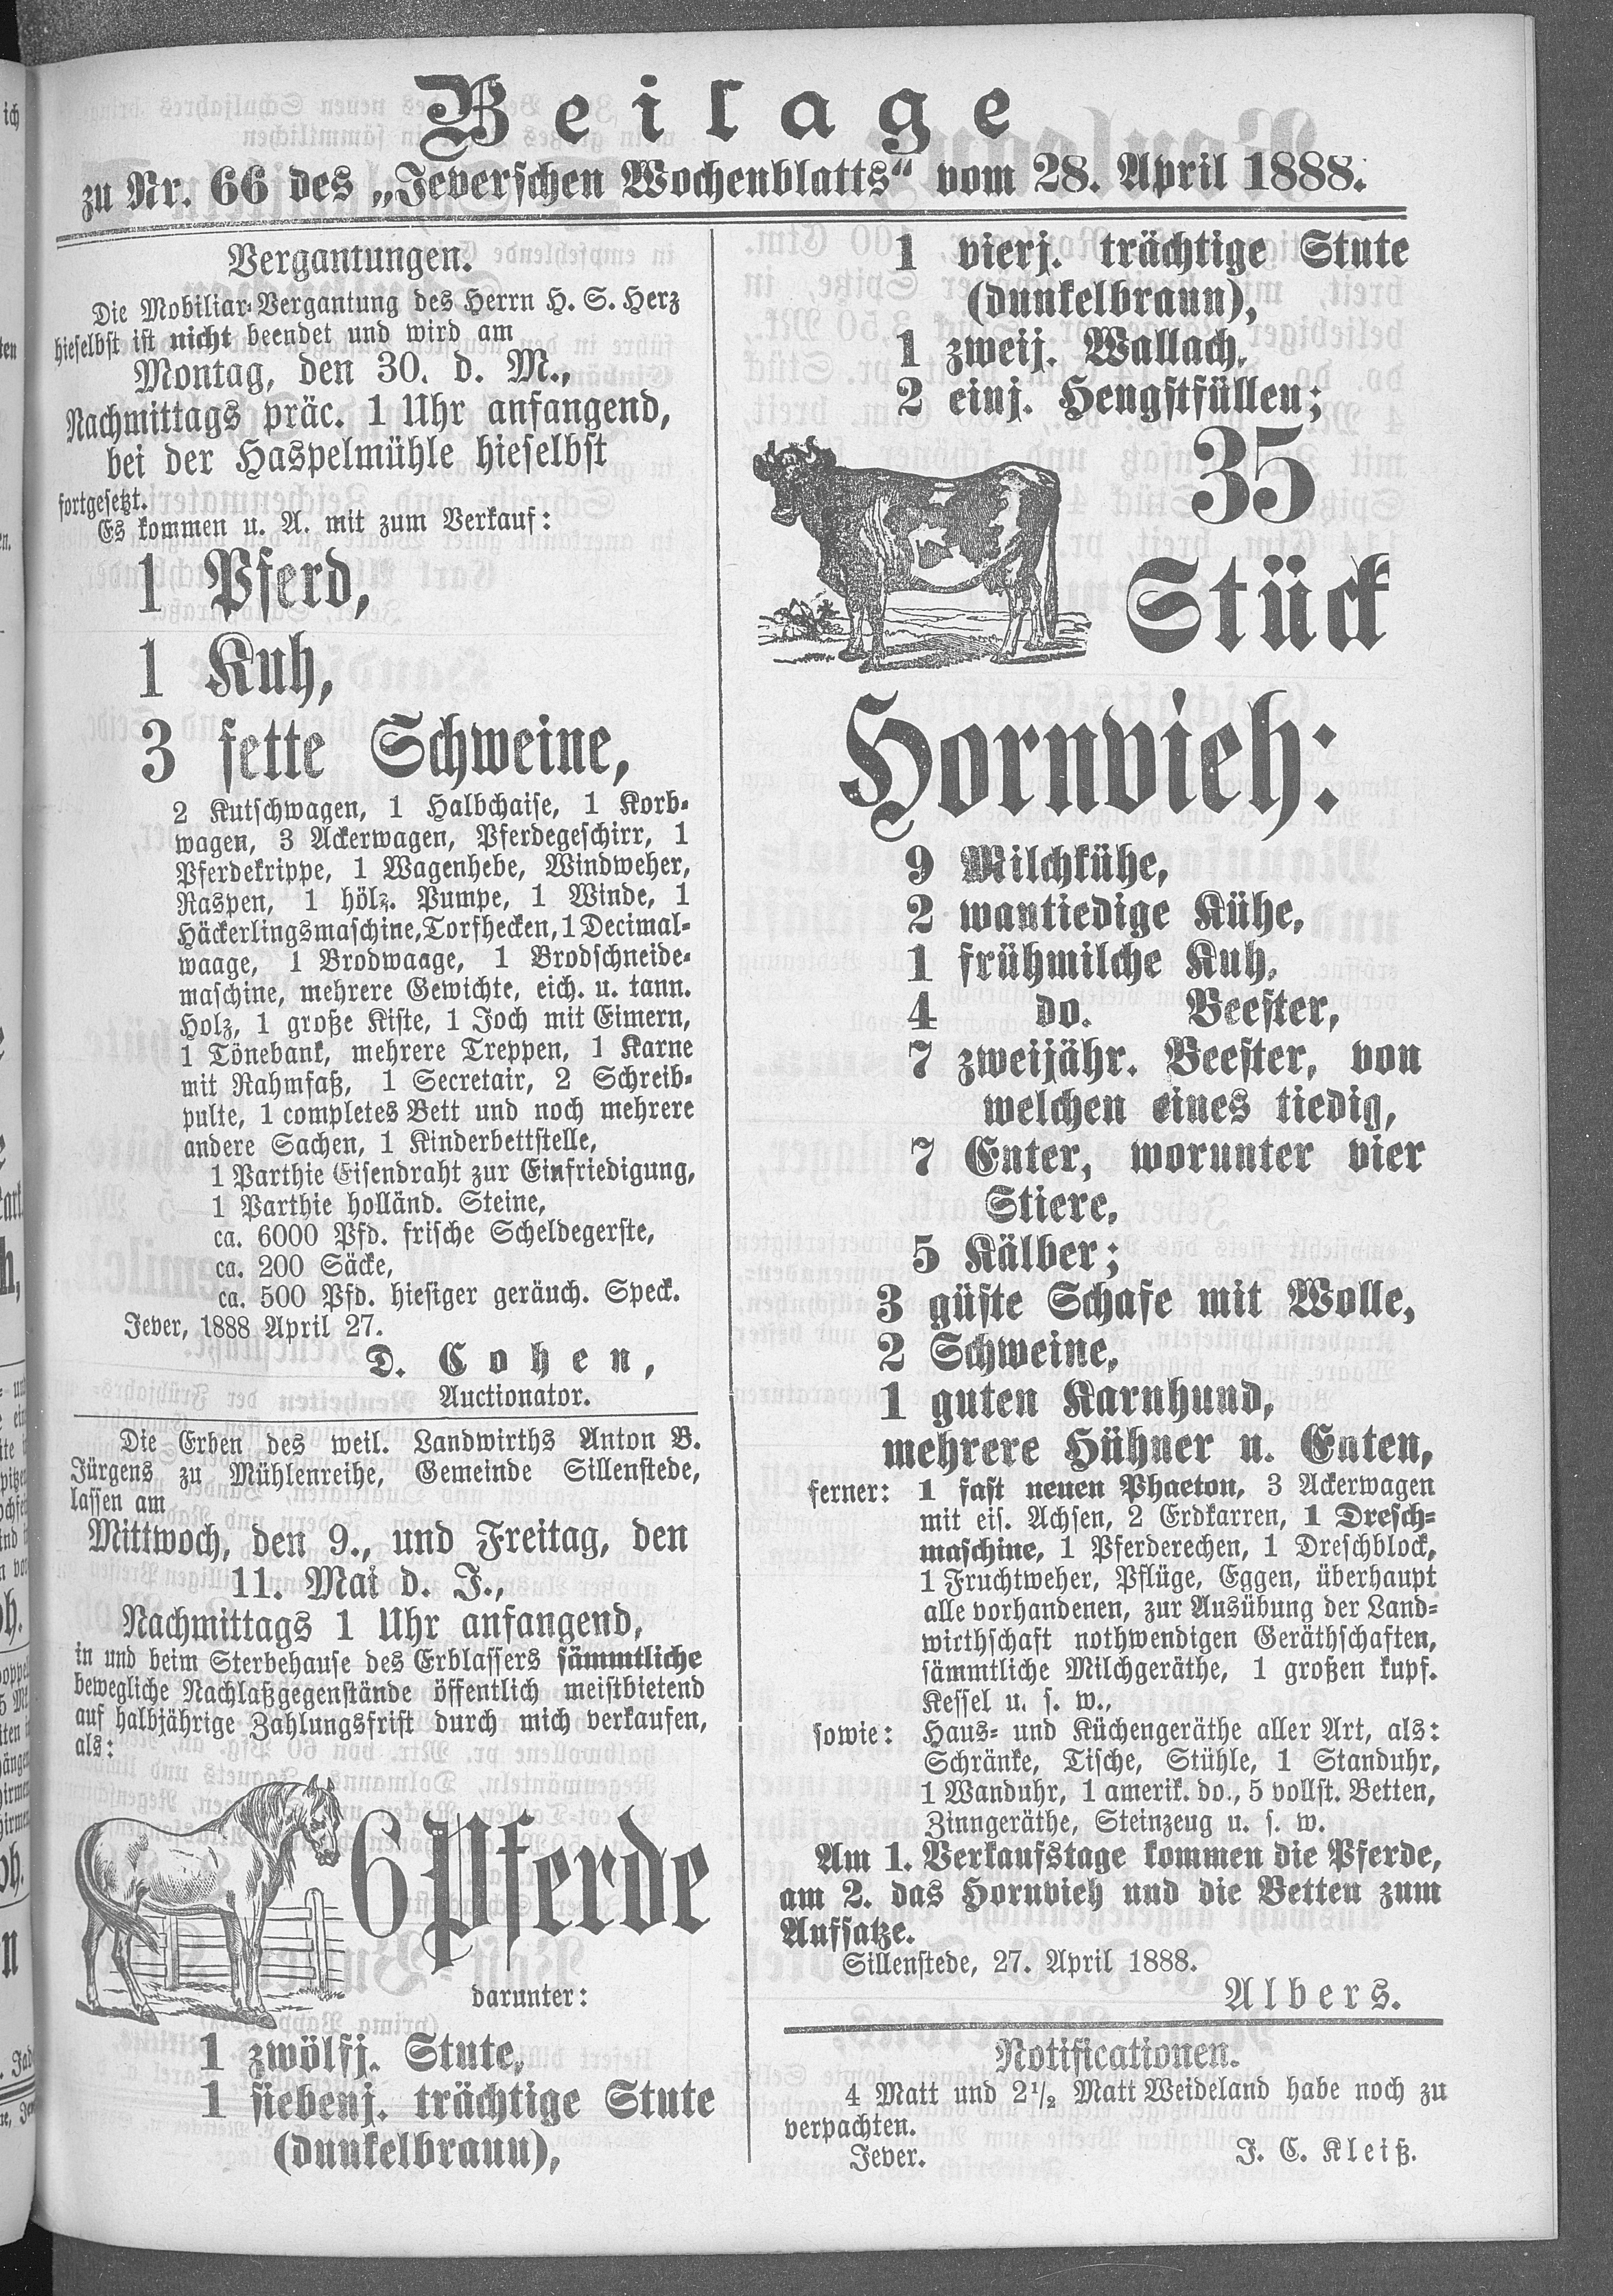 Beilage
zu Nr. 66 des „Jeverschen Wochenblatts“ vom 28. April 1888.
Vergantungen.
Die Mobiliar-Vergantung des Herrn H. S. Herz
hieselbst ist nicht beendet und wird am
Montag, den 30. d. M.,
Nachmittags präc. 1 Uhr anfangend,
bei der Haspelmühle hieselbst
fortgesetzt.
Es kommen u. A. mit zum Verkauf:
1 Pferd,
1 Kuh,
3 fette Schweine,
2 Kutschwagen, 1 Halbchaise, 1 Korb-
wagen, 3 Ackerwagen, Pferdegeschirr, 1
Pferdekrippe, 1 Wagenhebe, Windweher,
Raspen, 1 hölz. Pumpe, 1 Winde, 1
Häckerlingsmaschine, Torfhecken, 1 Decimal-
waage, 1 Brodwaage, 1 Brodschneide-
maschine, mehrere Gewichte, eich. u. tann.
Holz, 1 große Kiste, 1 Joch mit Eimern,
1 Tönebank, mehrere Treppen, 1 Karne
mit Rahmfaß, 1 Secretair, 2 Schreib-
pulte, 1 completes Bett und noch mehrere
andere Sachen, 1 Kinderbettstelle,
1 Parthie Eisendraht zur Einfriedigung,
1 Parthie holländ. Steine,
ca. 6000 Pfd. frische Scheldegerste,
ca. 200 Säcke,
ca. 500 Pfd. hiesiger geräuch. Speck.
Jever, 1888 April 27.
D. Cohen,
Auctionator.
Die Erben des weil. Landwirths Anton B.
Jürgens zu Mühlenreihe, Gemeinde Sillenstede,
lassen am
Mittwoch, den 9., und Freitag, den
11. Mai d. J.,
Nachmittags 1 Uhr anfangend,
in und beim Sterbehause des Erblassers sämmtliche
bewegliche Nachlaßgegenstände öffentlich meistbietend
auf halbjährige Zahlungsfrist durch mich verkaufen,
als:
6 Pferde
darunter:
1 zwölfj. Stute,
1 siebenj. trächtige Stute
(dunkelbraun),
1 vierj. trächtige Stute
(dunkelbraun),
1 zweij. Wallach,
2 einj. Hengstfüllen;
35
Stück
Hornvieh:
9 Milchkühe,
2 wantiedige Kühe,
1 frühmilche Kuh,
4 do. Beester,
7 zweijähr. Beester, von
welchen eines tiedig,
7 Enter, worunter vier
Stiere,
5 Kälber;
3 güste Schafe mit Wolle,
2 Schweine,
1 guten Karnhund,
mehrere Hühner u. Enten,
ferner: 1 fast neuen Phaeton, 3 Ackerwagen
mit eis. Achsen, 2 Erdkarren, 1 Dresch-
maschine, 1 Pferderechen, 1 Dreschblock,
1 Fruchtweher, Pflüge, Eggen, überhaupt
alle vorhandenen, zur Ausübung der Land-
wirthschaft nothwendigen Geräthschaften,
sämmtliche Milchgeräthe, 1 großen kupf.
Kessel u. s. w.,
sowie: Haus- und Küchengeräthe aller Art, als:
Schränke, Tische, Stühle, 1 Standuhr,
1 Wanduhr, 1 amerik. do., 5 vollst. Betten,
Zinngeräthe, Steinzeug u. s. w.
Am 1. Verkaufstage kommen die Pferde,
am 2. das Hornvieh und die Betten zum
Aufsatze.
Sillenstede, 27. April 1888.
Albers.
Notificationen.
4 Matt und 2½ Matt Weideland habe noch zu
verpachten.
Jever. J. C. Kleiß.